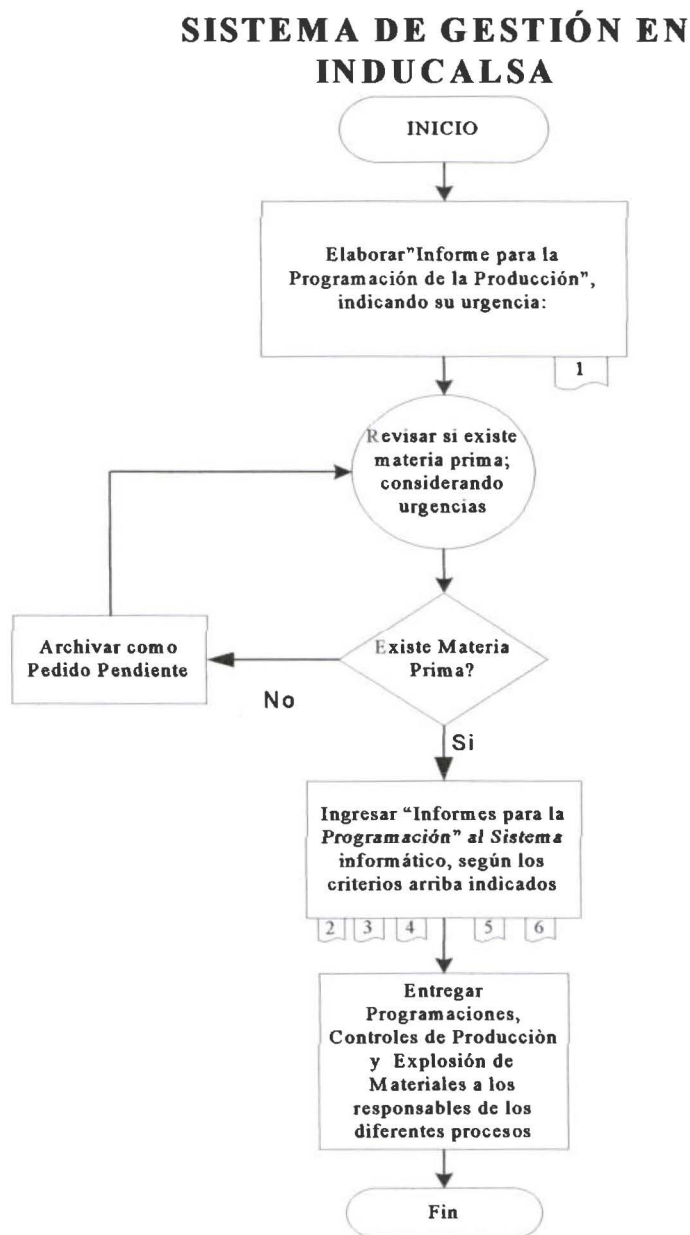 SISTEMA DE GESTIÓN EN
INDUCALSA
INICIO
Elaborar"Informe para la
Programación de la Producción",
indicando su urgencia:
1
Revisar si existe
materia prima;
considerando
urgencias
Archivar como
Pedido Pendiente
Existe Materia
Prima?
No
Si
Ingresar “Informes para la
Programación” al Sistema
informático, según los
criterios arriba indicados
2 3 4 5 6
Entregar
Programaciones,
Controles de Producciòn
y Explosión de
Materiales a los
responsables de los
diferentes procesos
Fin